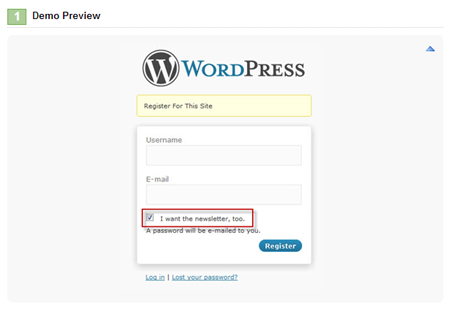 1 Demo Preview
WORDPRESS
Register For This Site
Username
E-mail
I want the newsletter, too.
A password will be e-mailed to you.
Register
Log in | Lost your password?